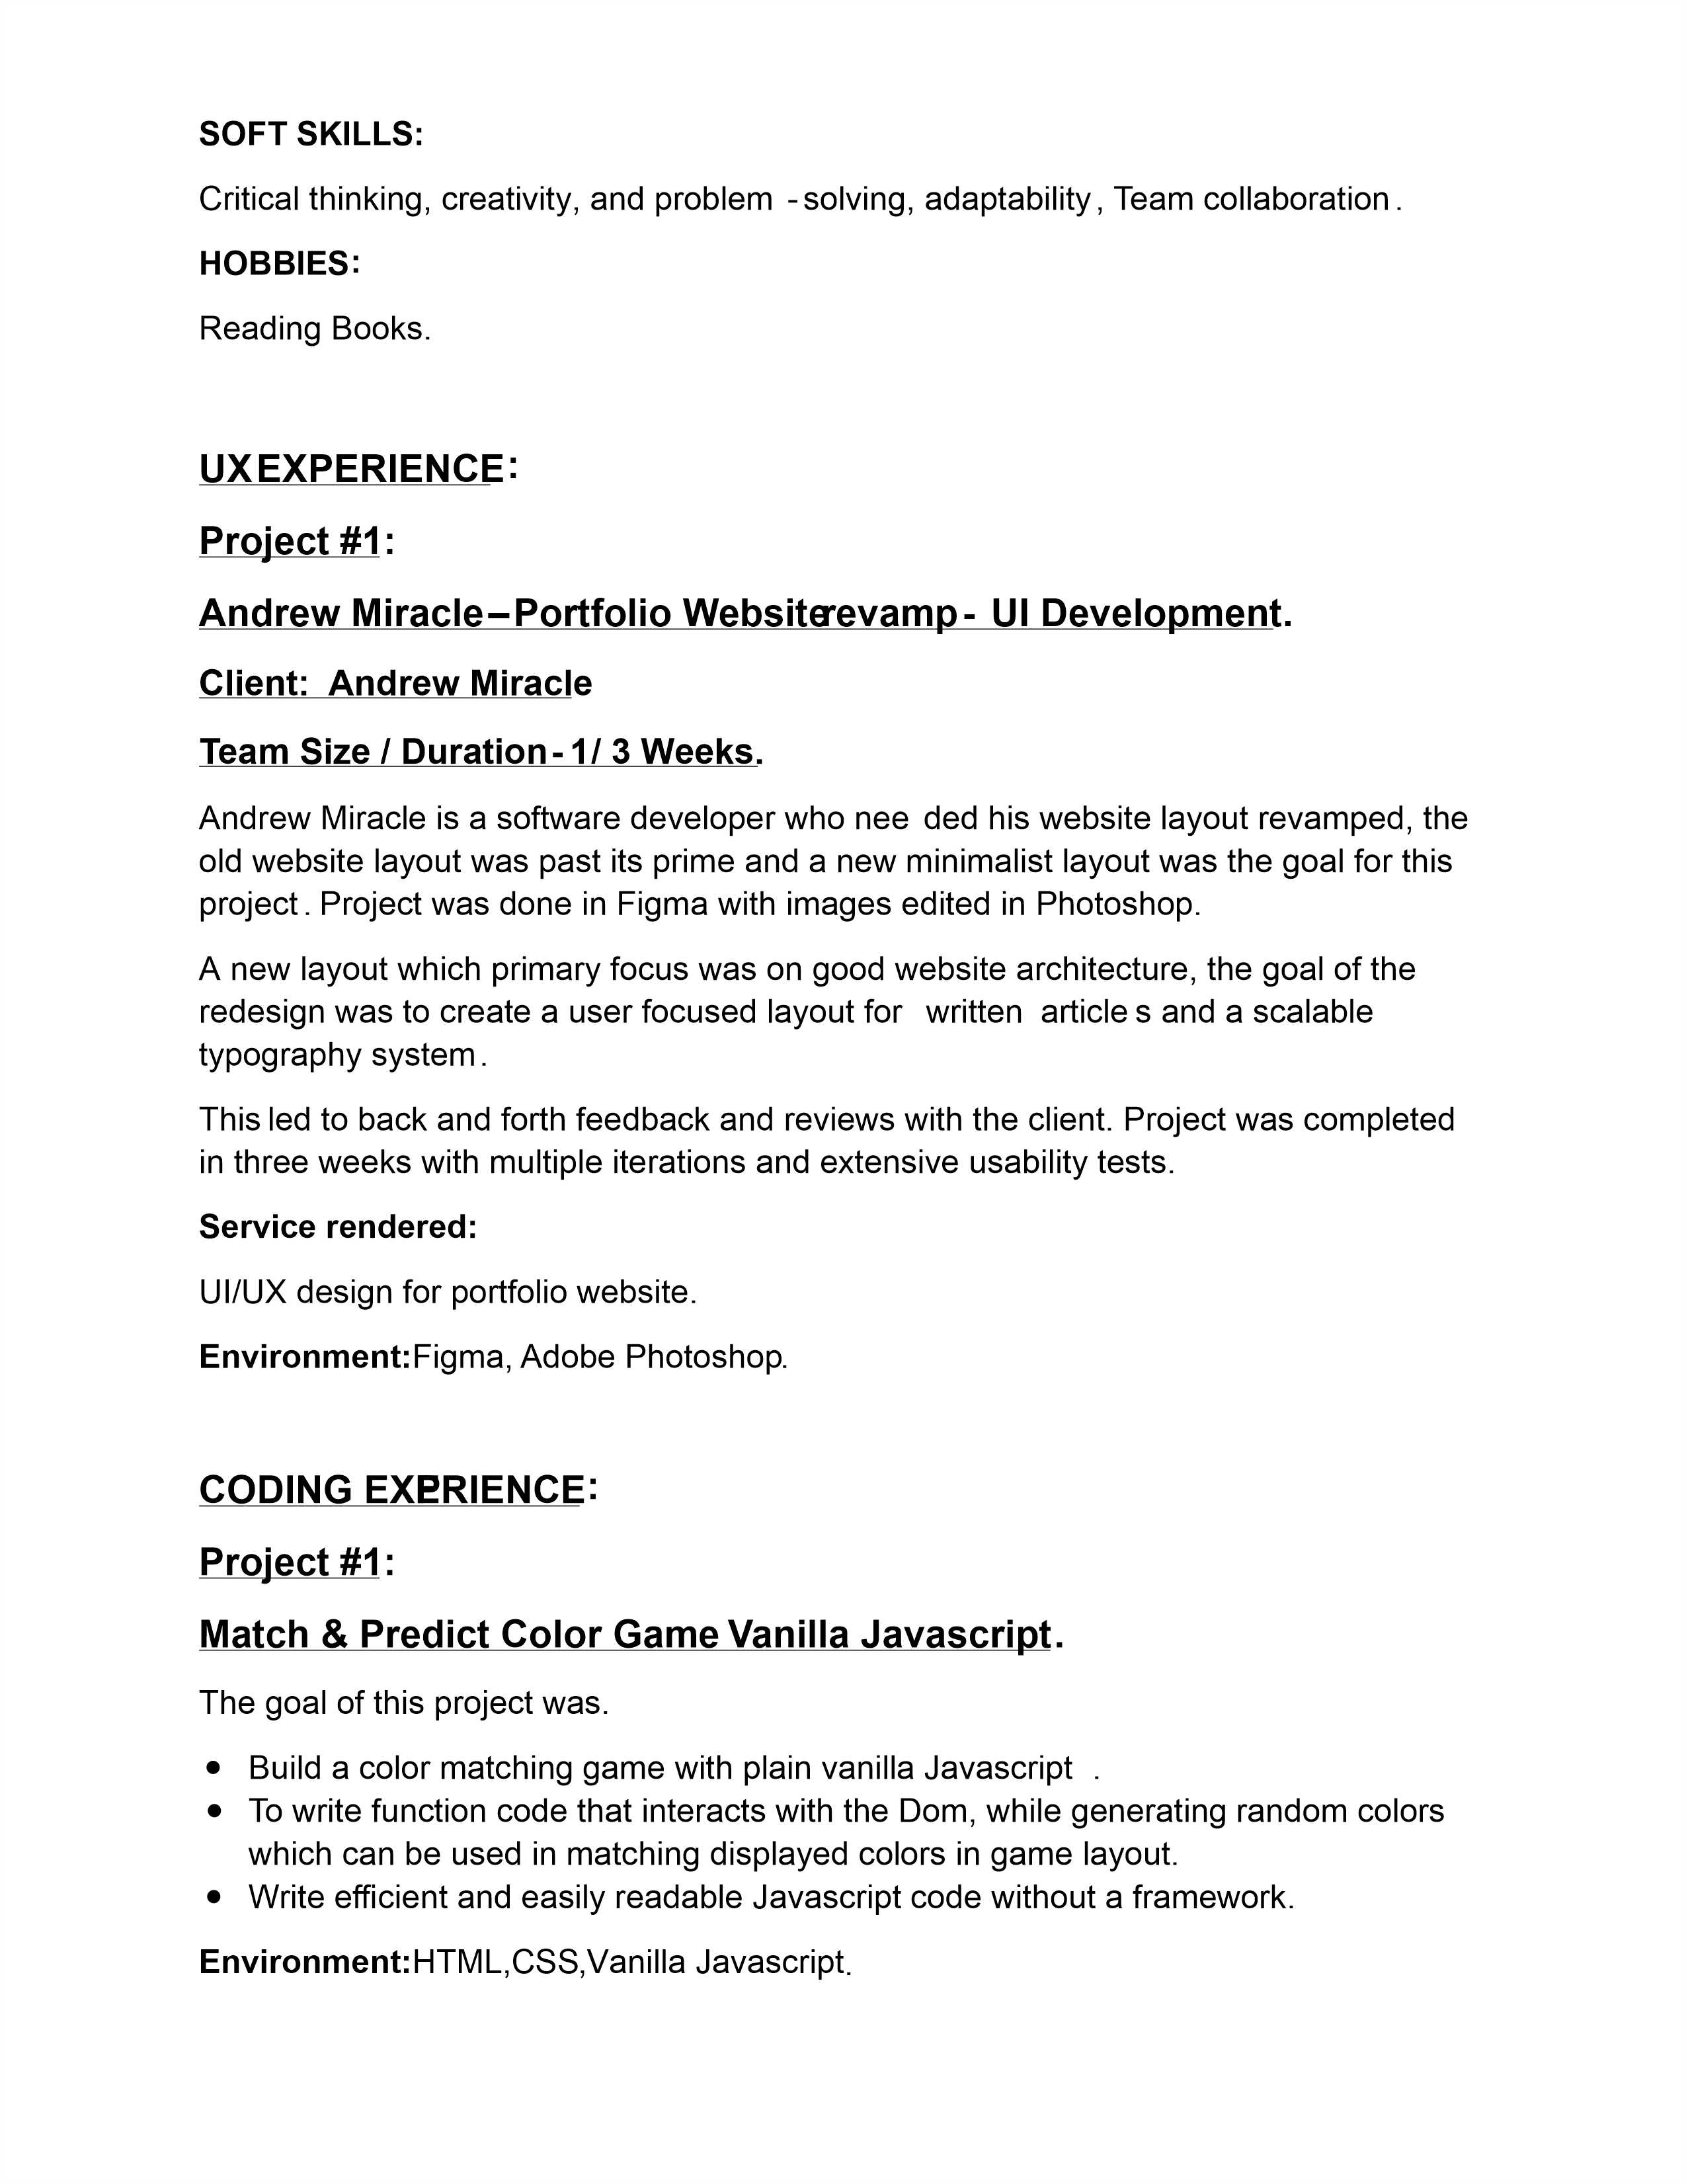 SOFT SKILLS:
Critical thinking, creativity, and problem -solving, adaptability, Team collaboration.
HOBBIES:
Reading Books.
UX EXPERIENCE:
Project #1:
Andrew Miracle – Portfolio Website revamp - UI Development.
Client: Andrew Miracle
Team Size / Duration - 1/ 3 Weeks.
Andrew Miracle is a software developer who nee ded his website layout revamped, the
old website layout was past its prime and a new minimalist layout was the goal for this
project. Project was done in Figma with images edited in Photoshop.
A new layout which primary focus was on good website architecture, the goal of the
redesign was to create a user focused layout for written article s and a scalable
typography system.
This led to back and forth feedback and reviews with the client. Project was completed
in three weeks with multiple iterations and extensive usability tests.
Service rendered:
UI/UX design for portfolio website.
Environment:Figma, Adobe Photoshop.
CODING EXPERIENCE:
Project #1:
Match & Predict Color Game Vanilla Javascript.
The goal of this project was.
● Build a color matching game with plain vanilla Javascript .
● To write function code that interacts with the Dom, while generating random colors
which can be used in matching displayed colors in game layout.
● Write efficient and easily readable Javascript code without a framework.
Environment:HTML,CSS,Vanilla Javascript.